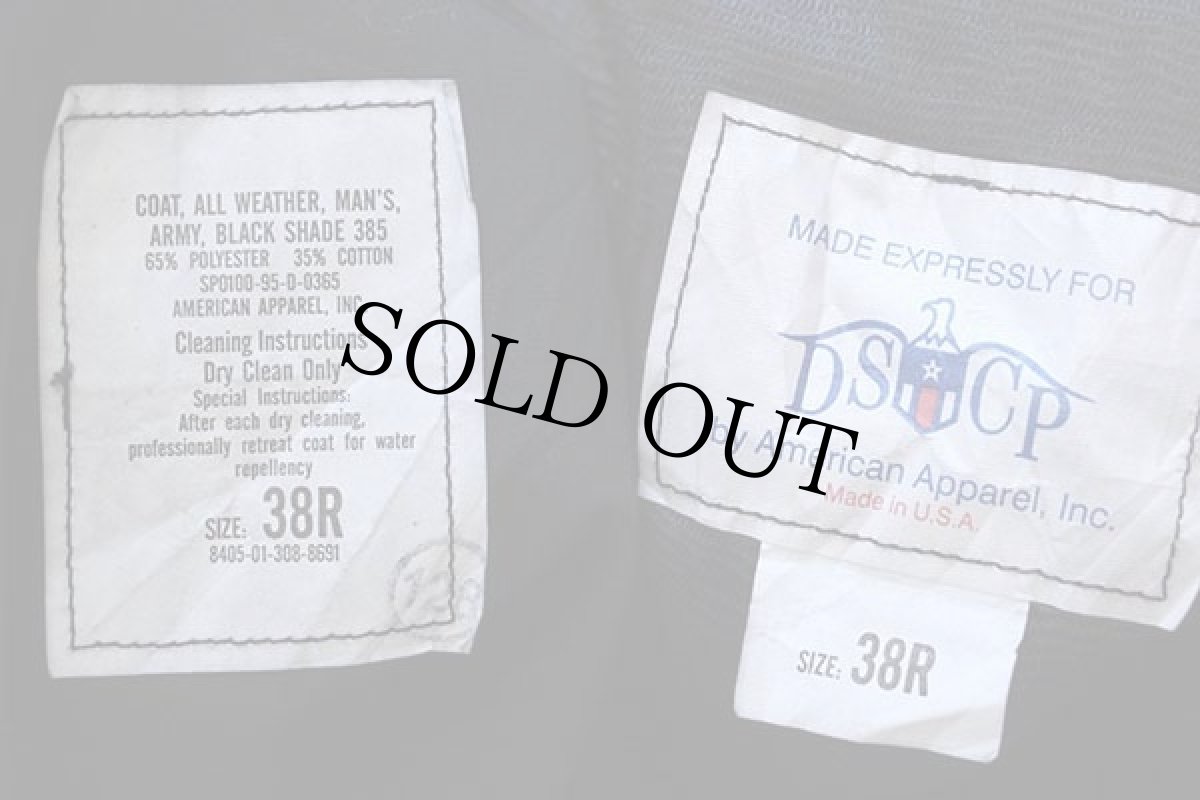 COAT, ALL WEATHER, MAN'S,
ARMY, BLACK SHADE 385
65% POLYESTER 35% COTTON
SPO100-95-D-0365
AMERICAN APPAREL, INC.
Cleaning Instructions
Dry Clean Only
Special Instructions:
After each dry cleaning,
professionally retreat coat for water
repellency
SIZE: 38R
8405-01-308-8691
SOLD OUT
MADE EXPRESSLY FOR
DSCP
by American Apparel, Inc.
Made in U.S.A.
SIZE: 38R